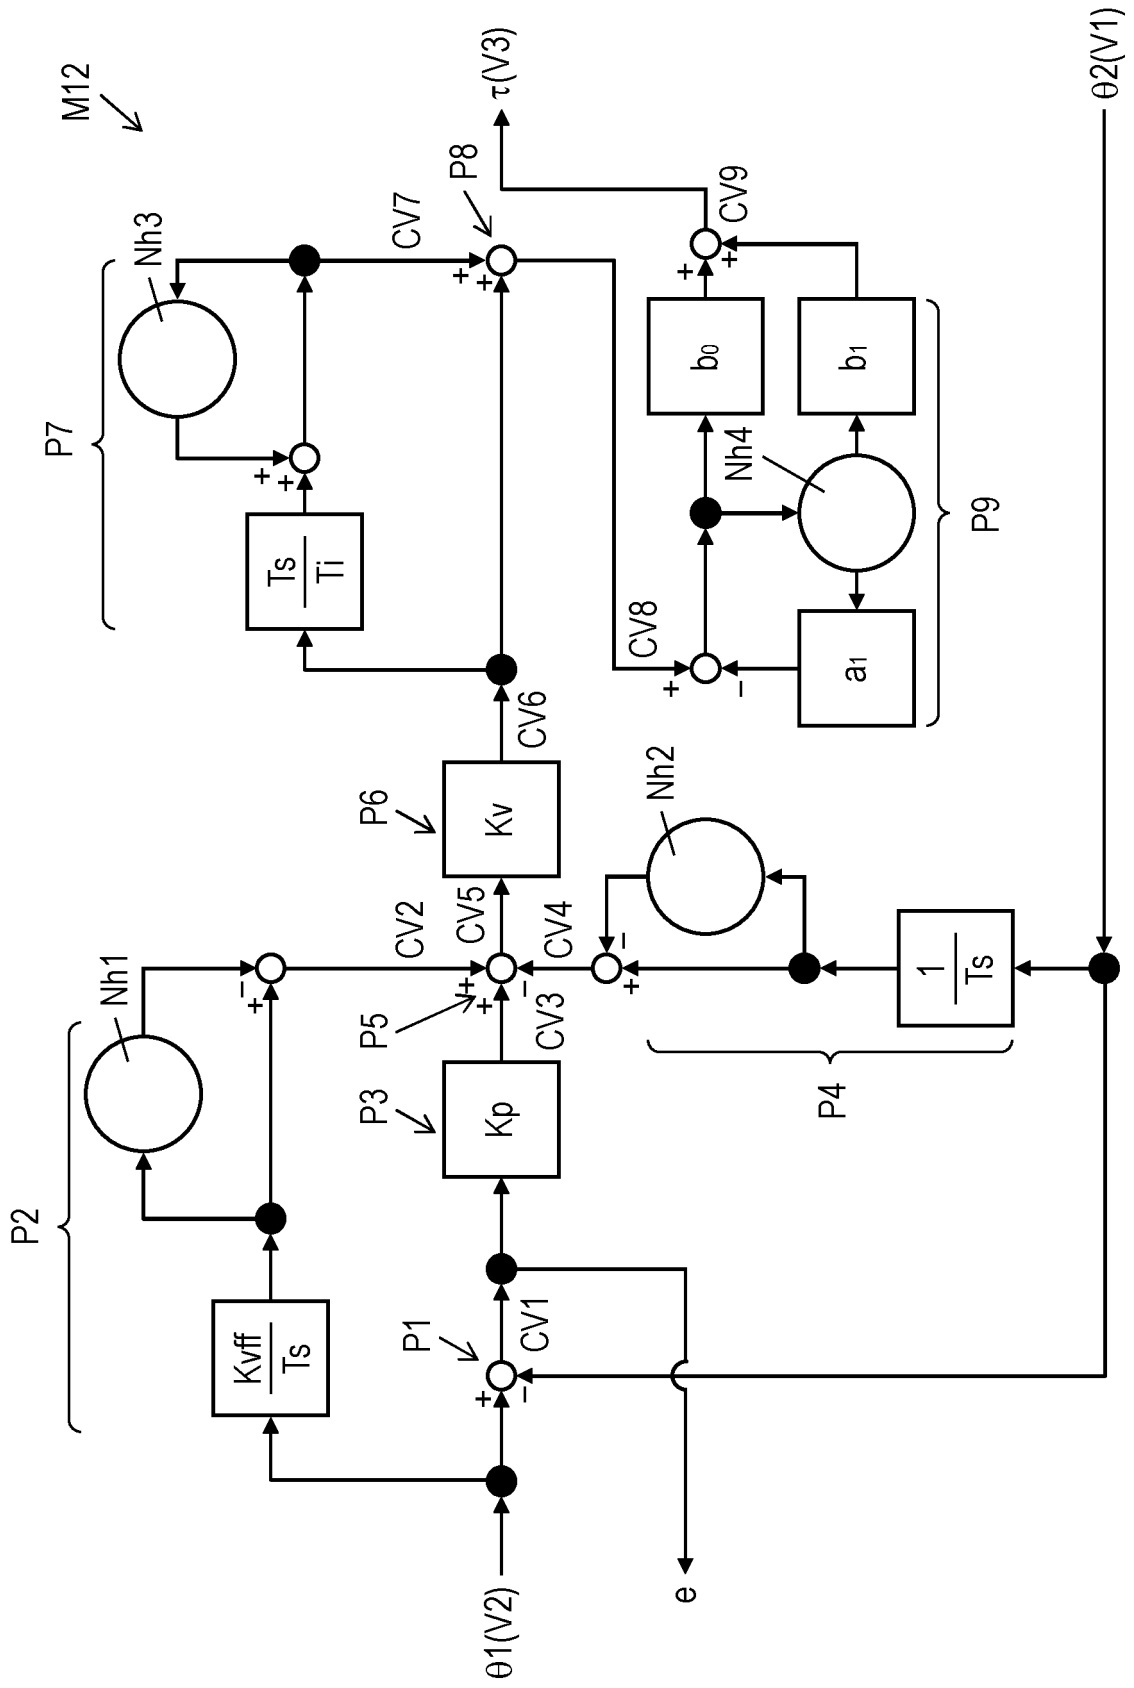 M12
P2
Kvff
Ts
Nh1
+
−
CV2
P7
Ts
Ti
+
+
Nh3
CV7
θ1(V2)
+
−
P1
CV1
P3
Kp
CV3
P5
+
+
−
CV5
P6
Kv
CV6
+
+
P8
τ(V3)
e
CV4
+
−
Nh2
P4
1
Ts
CV8
+
−
a1
Nh4
b0
b1
P9
+
+
CV9
θ2(V1)